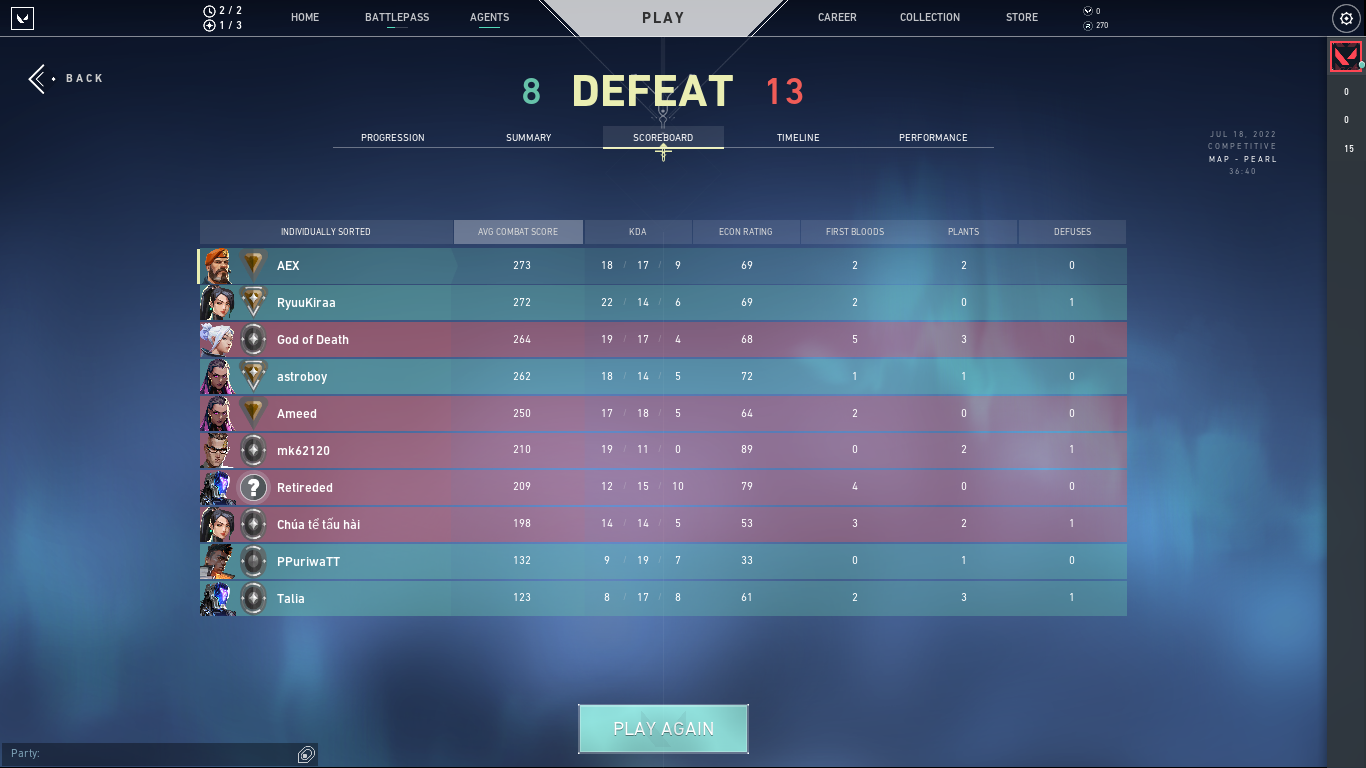 2 / 2
1 / 3
HOME
BATTLEPASS
AGENTS
PLAY
CAREER
COLLECTION
STORE
0
270
BACK
8 DEFEAT 13
PROGRESSION SUMMARY SCOREBOARD TIMELINE PERFORMANCE
JUL 18, 2022
COMPETITIVE
MAP - PEARL
36:40
0
0
15
INDIVIDUALLY SORTED AVG COMBAT SCORE KDA ECON RATING FIRST BLOODS PLANTS DEFUSES
AEX 273 18 / 17 / 9 69 2 2 0
RyuuKiraa 272 22 / 14 / 6 69 2 0 1
God of Death 264 19 / 17 / 4 68 5 3 0
astroboy 262 18 / 14 / 5 72 1 1 0
Ameed 250 17 / 18 / 5 64 2 0 0
mk62120 210 19 / 11 / 0 89 0 2 1
? Retireded 209 12 / 15 / 10 79 4 0 0
Chúa tể tấu hài 198 14 / 14 / 5 53 3 2 1
PPuriwaTT 132 9 / 19 / 7 33 0 1 0
Talia 123 8 / 17 / 8 61 2 3 1
PLAY AGAIN
Party: